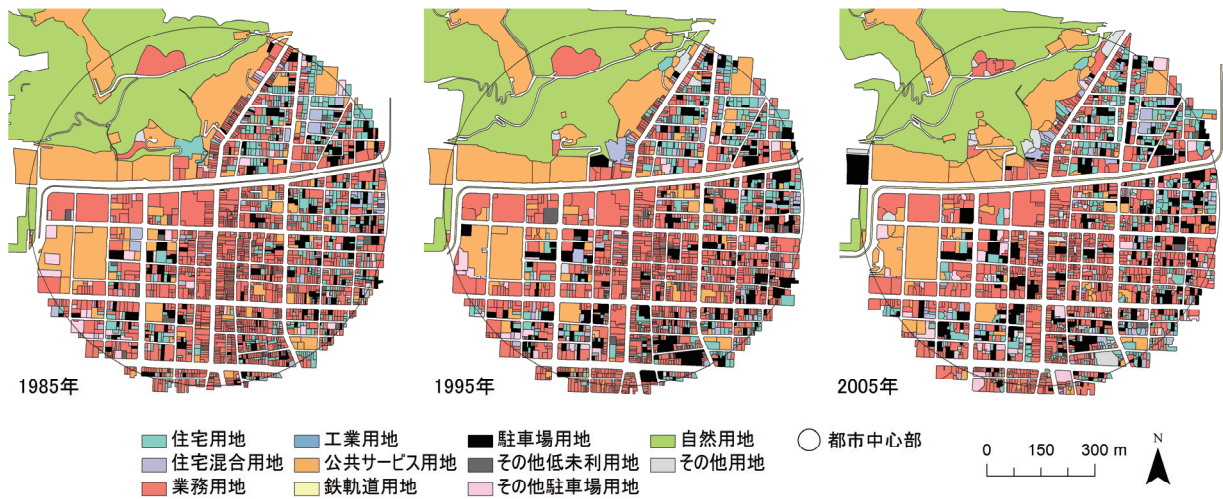 1985年
1995年
2005年
住宅用地
工業用地
駐車場用地
自然用地
都市中心部
住宅混合用地
公共サービス用地
その他低未利用地
その他用地
業務用地
鉄軌道用地
その他駐車場用地
0 150 300 m
N